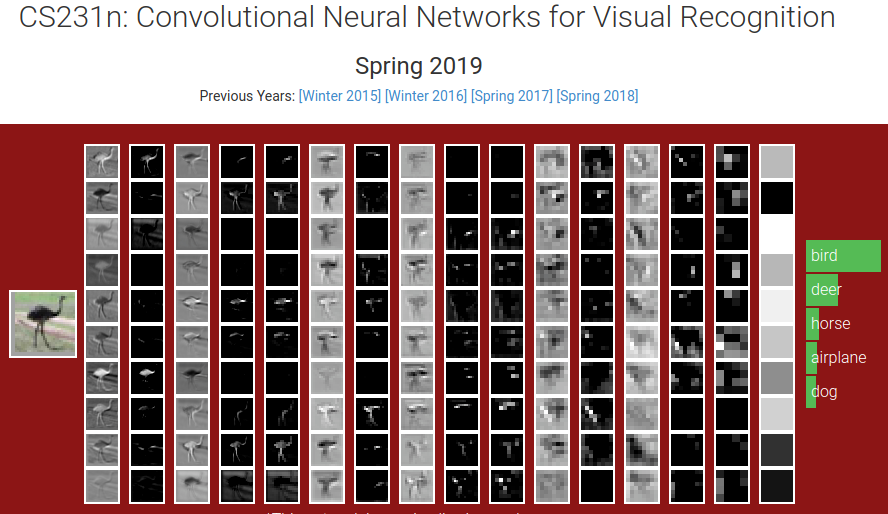 CS231n: Convolutional Neural Networks for Visual Recognition
Spring 2019
Previous Years: [Winter 2015] [Winter 2016] [Spring 2017] [Spring 2018]
bird
deer
horse
airplane
dog